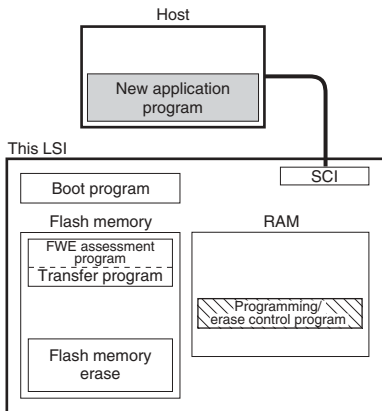 Host
New application
program
This LSI
SCI
Boot program
Flash memory
RAM
FWE assessment
program
Transfer program
Programming/
erase control program
Flash memory
erase